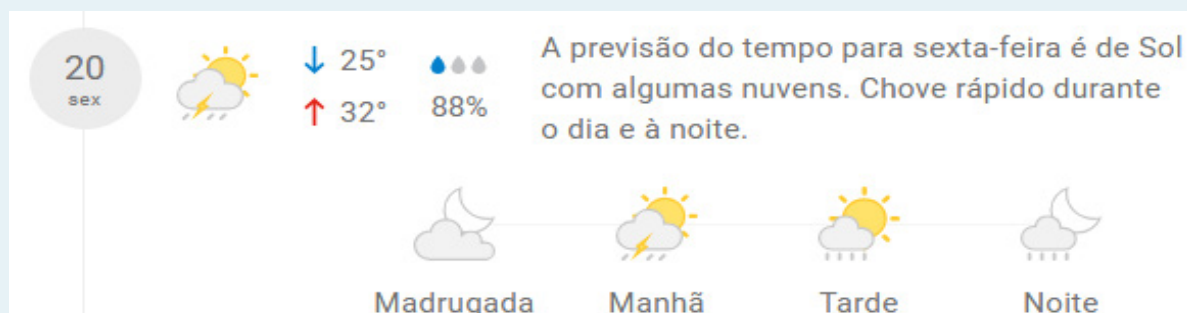 20
sex
↓ 25°
↑ 32°
88%
A previsão do tempo para sexta-feira é de Sol
com algumas nuvens. Chove rápido durante
o dia e à noite.
Madrugada Manhã Tarde Noite